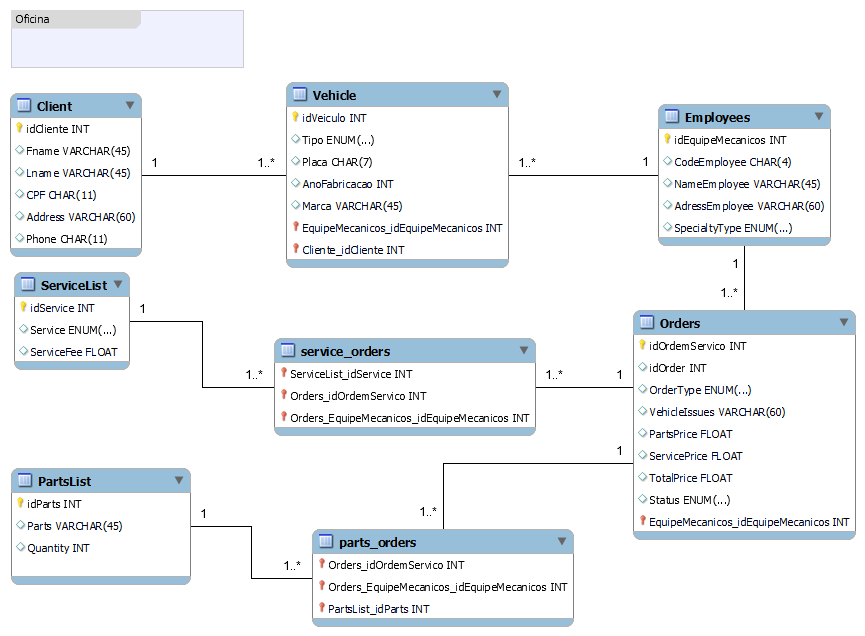 Oficina
Client
idCliente INT
Fname VARCHAR(45)
Lname VARCHAR(45)
CPF CHAR(11)
Address VARCHAR(60)
Phone CHAR(11)
1
1..*
Vehicle
idVeiculo INT
Tipo ENUM(...)
Placa CHAR(7)
AnoFabricacao INT
Marca VARCHAR(45)
EquipeMecanicos_idEquipeMecanicos INT
Cliente_idCliente INT
1..*
1
Employees
idEquipeMecanicos INT
CodeEmployee CHAR(4)
NameEmployee VARCHAR(45)
AdressEmployee VARCHAR(60)
SpecialtyType ENUM(...)
1
1..*
ServiceList
idService INT
Service ENUM(...)
ServiceFee FLOAT
1
1..*
service_orders
ServiceList_idService INT
Orders_idOrdemServico INT
Orders_EquipeMecanicos_idEquipeMecanicos INT
1..*
1
Orders
idOrdemServico INT
idOrder INT
OrderType ENUM(...)
VehicleIssues VARCHAR(60)
PartsPrice FLOAT
ServicePrice FLOAT
TotalPrice FLOAT
Status ENUM(...)
EquipeMecanicos_idEquipeMecanicos INT
1
1..*
PartsList
idParts INT
Parts VARCHAR(45)
Quantity INT
1
1..*
parts_orders
Orders_idOrdemServico INT
Orders_EquipeMecanicos_idEquipeMecanicos INT
PartsList_idParts INT